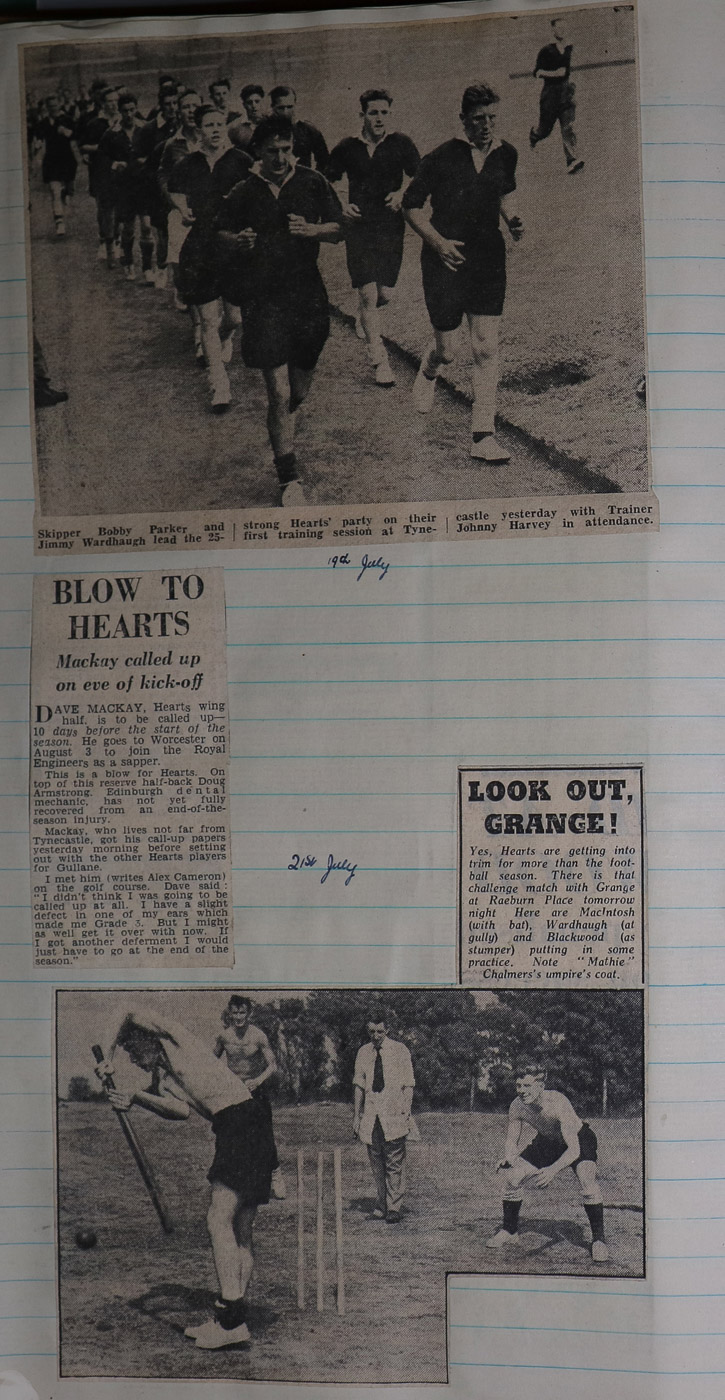 Skipper Bobby Parker and
Jimmy Wardhaugh lead the 25-
strong Hearts' party on their
first training session at Tyne-
castle yesterday with Trainer
Johnny Harvey in attendance.
19th July
BLOW TO
HEARTS
Mackay called up
on eve of kick-off
DAVE MACKAY, Hearts wing
half, is to be called up—
10 days before the start of the
season. He goes to Worcester on
August 3 to join the Royal
Engineers as a sapper.
This is a blow for Hearts. On
top of this reserve half-back Doug
Armstrong, Edinburgh dental
mechanic, has not yet fully
recovered from an end-of-the-
season injury.
Mackay, who lives not far from
Tynecastle, got his call-up papers
yesterday morning before setting
out with the other Hearts players
for Gullane.
I met him (writes Alex Cameron)
on the golf course. Dave said:
"I didn't think I was going to be
called up at all. I have a slight
defect in one of my ears which
made me Grade 3. But I might
as well get it over with now. If
I got another deferment I would
just have to go at the end of the
season."
21st July
LOOK OUT,
GRANGE!
Yes, Hearts are getting into
trim for more than the foot-
ball season. There is that
challenge match with Grange
at Raeburn Place tomorrow
night Here are MacIntosh
(with bat), Wardhaugh (at
gully) and Blackwood (as
stumper) putting in some
practice. Note "Mathie"
Chalmers's umpire's coat.